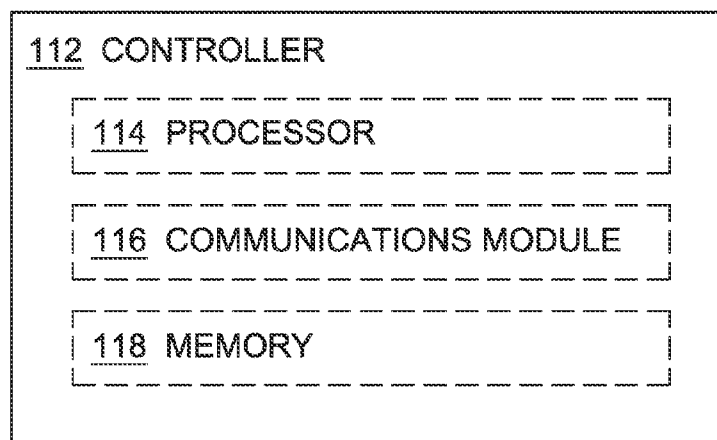 112 CONTROLLER
114 PROCESSOR
116 COMMUNICATIONS MODULE
118 MEMORY